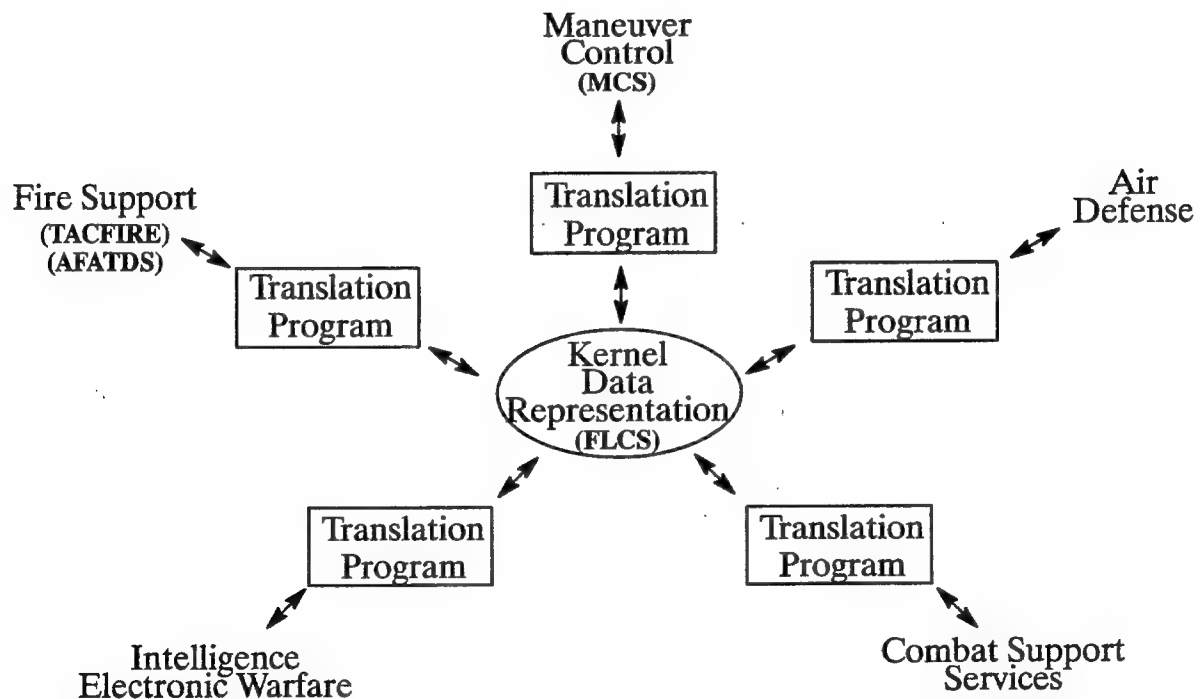 Maneuver
Control
(MCS)
Translation
Program
Fire Support
(TACFIRE)
(AFATDS)
Translation
Program
Air
Defense
Translation
Program
Kernel
Data
Representation
(FLCS)
Translation
Program
Intelligence
Electronic Warfare
Translation
Program
Combat Support
Services